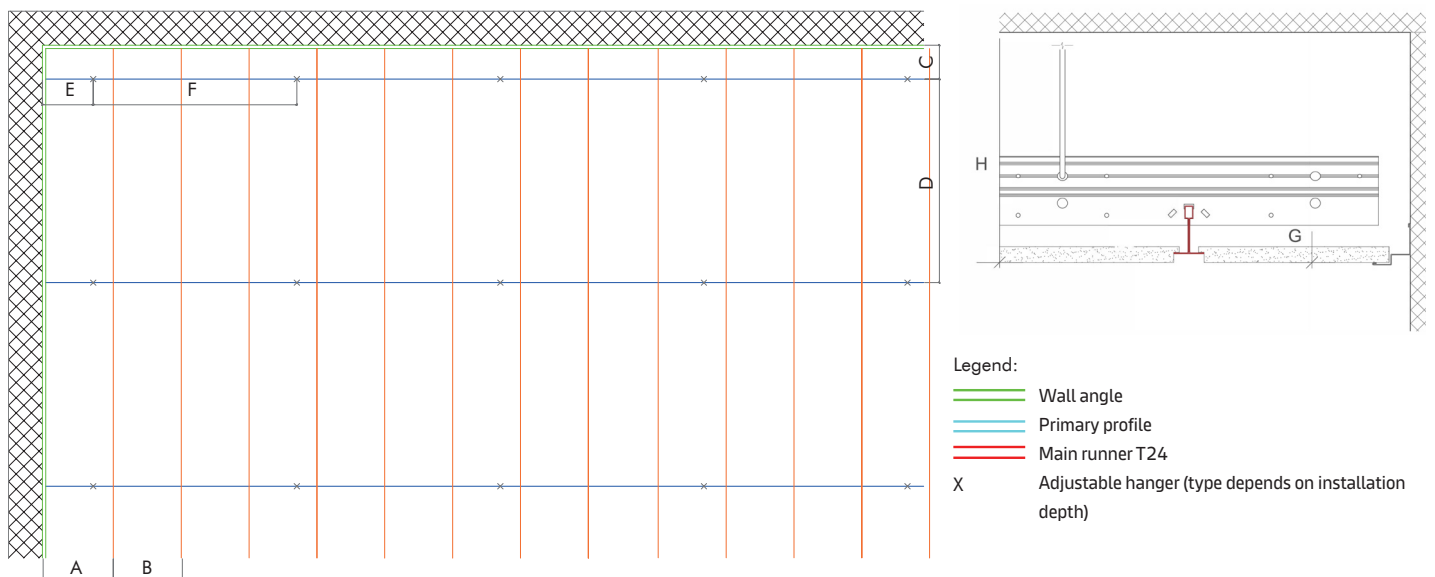 E
F
C
D
A
B
H
G
Legend:
Wall angle
Primary profile
Main runner T24
X
Adjustable hanger (type depends on installation
depth)